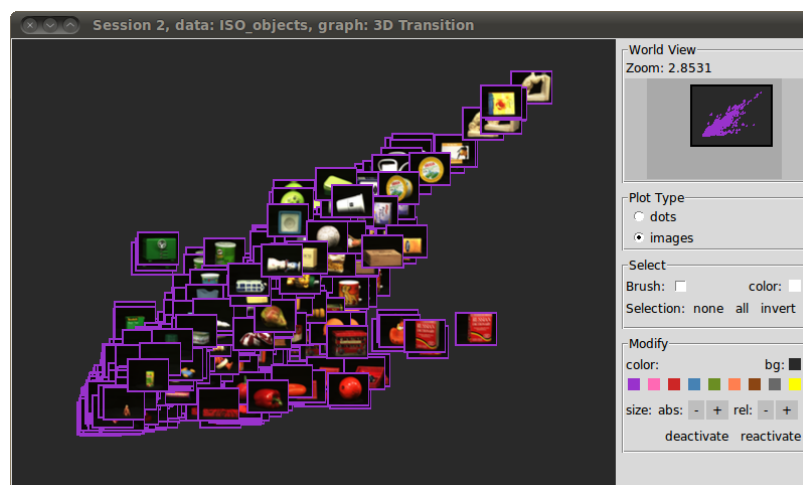 Session 2, data: ISO_objects, graph: 3D Transition
World View
Zoom: 2.8531
Plot Type
dots
images
Select
Brush: color:
Selection: none all invert
Modify
color: bg:
size: abs: - + rel: - +
deactivate reactivate